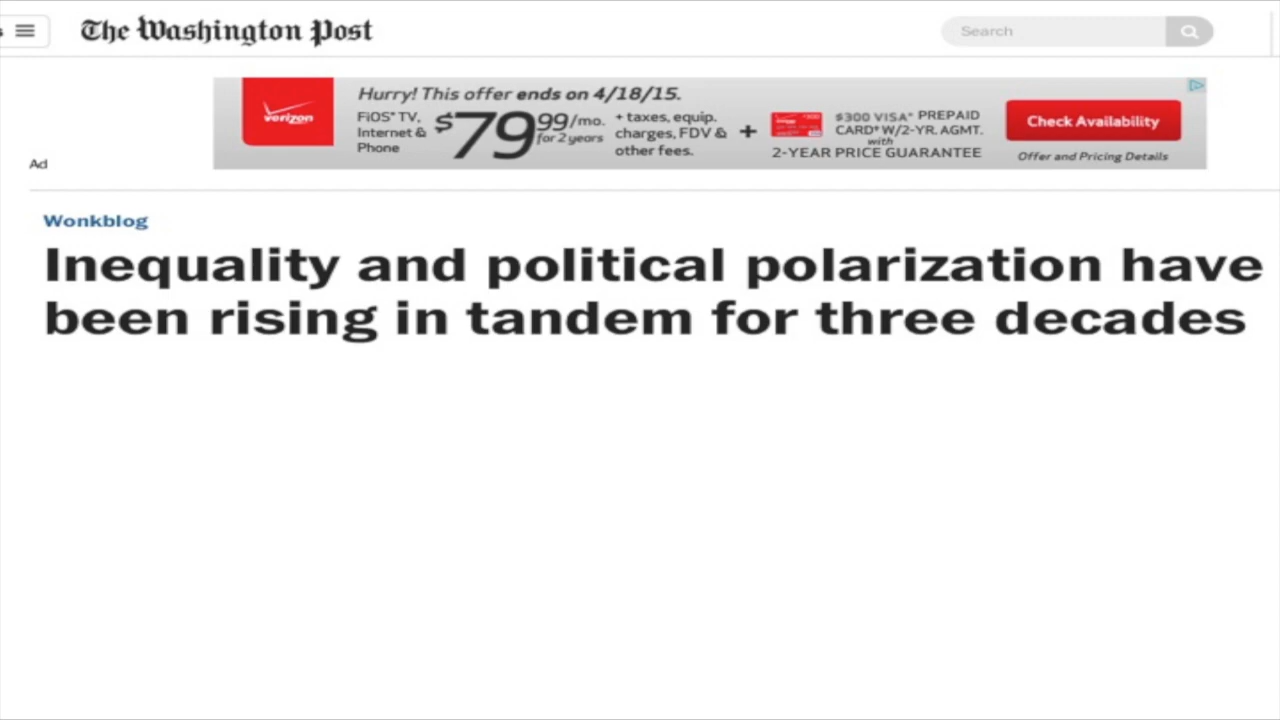 The Washington Post
Search
Hurry! This offer ends on 4/18/15.
verizon
FiOS® TV,
Internet &
Phone
$79 99/mo.
for 2 years
+ taxes, equip.
charges, FDV &
other fees.
+
$300 VISA® PREPAID
CARD† W/2-YR. AGMT.
with
2-YEAR PRICE GUARANTEE
Check Availability
Offer and Pricing Details
Ad
Wonkblog
Inequality and political polarization have
been rising in tandem for three decades